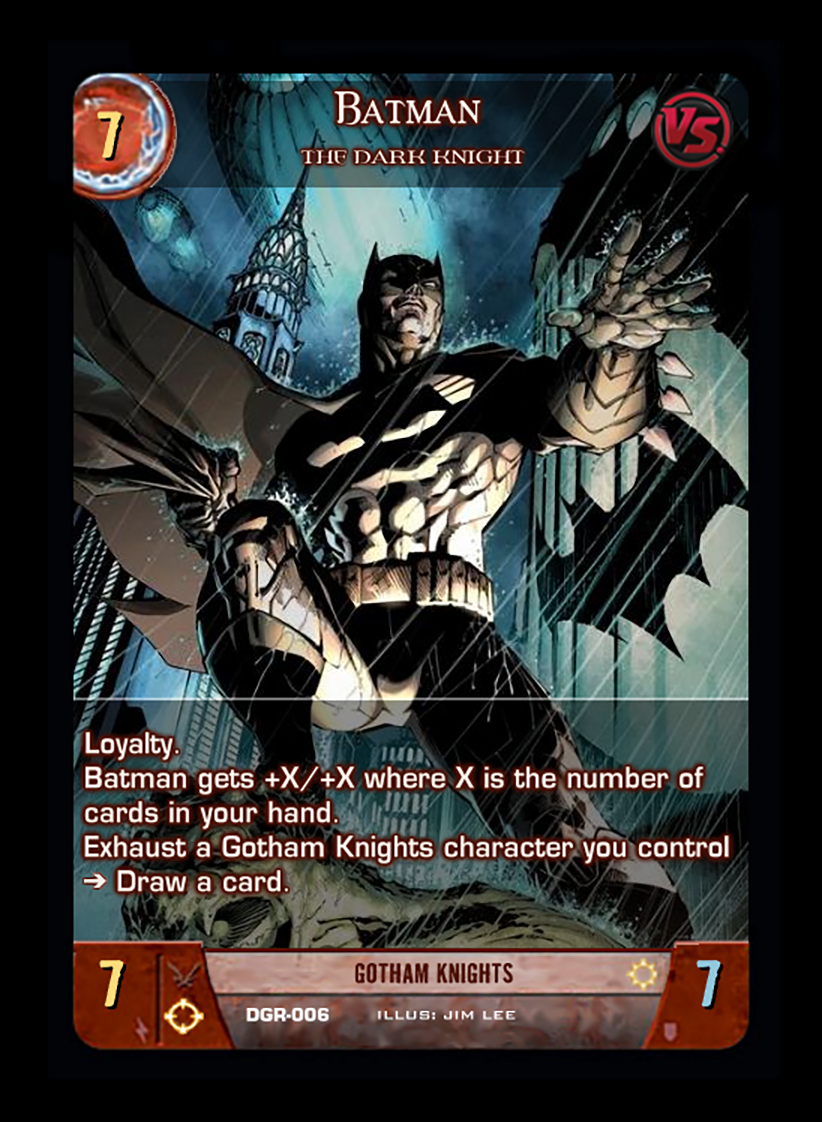 7
BATMAN
VS.
THE DARK KNIGHT
Loyalty.
Batman gets +X/+X where X is the number of
cards in your hand.
Exhaust a Gotham Knights character you control
➔ Draw a card.
7
GOTHAM KNIGHTS
7
DGR-006 ILLUS: JIM LEE